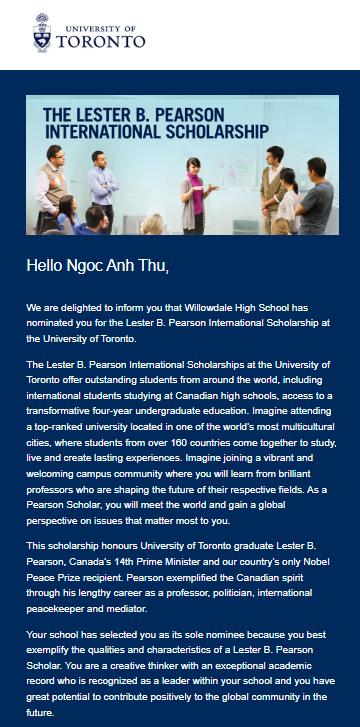 UNIVERSITY OF
TORONTO
THE LESTER B. PEARSON
INTERNATIONAL SCHOLARSHIP
Hello Ngoc Anh Thu,
We are delighted to inform you that Willowdale High School has
nominated you for the Lester B. Pearson International Scholarship at
the University of Toronto.
The Lester B. Pearson International Scholarships at the University of
Toronto offer outstanding students from around the world, including
international students studying at Canadian high schools, access to a
transformative four-year undergraduate education. Imagine attending
a top-ranked university located in one of the world's most multicultural
cities, where students from over 160 countries come together to study,
live and create lasting experiences. Imagine joining a vibrant and
welcoming campus community where you will learn from brilliant
professors who are shaping the future of their respective fields. As a
Pearson Scholar, you will meet the world and gain a global
perspective on issues that matter most to you.
This scholarship honours University of Toronto graduate Lester B.
Pearson, Canada's 14th Prime Minister and our country's only Nobel
Peace Prize recipient. Pearson exemplified the Canadian spirit
through his lengthy career as a professor, politician, international
peacekeeper and mediator.
Your school has selected you as its sole nominee because you best
exemplify the qualities and characteristics of a Lester B. Pearson
Scholar. You are a creative thinker with an exceptional academic
record who is recognized as a leader within your school and you have
great potential to contribute positively to the global community in the
future.